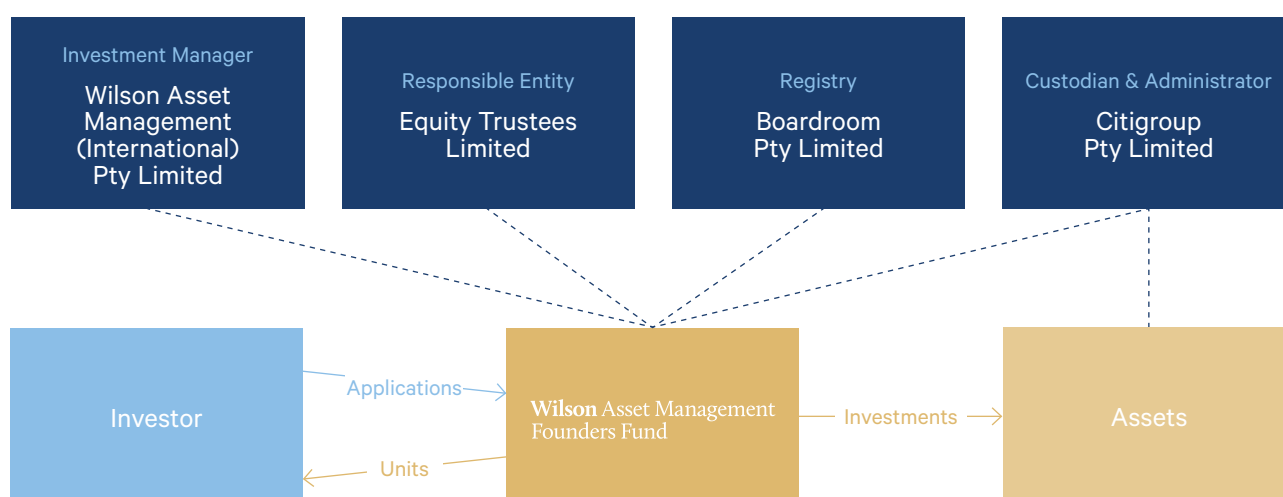 Investment Manager
Wilson Asset
Management
(International)
Pty Limited
Responsible Entity
Equity Trustees
Limited
Registry
Boardroom
Pty Limited
Custodian & Administrator
Citigroup
Pty Limited
Investor
Applications
Units
Wilson Asset Management
Founders Fund
Investments
Assets